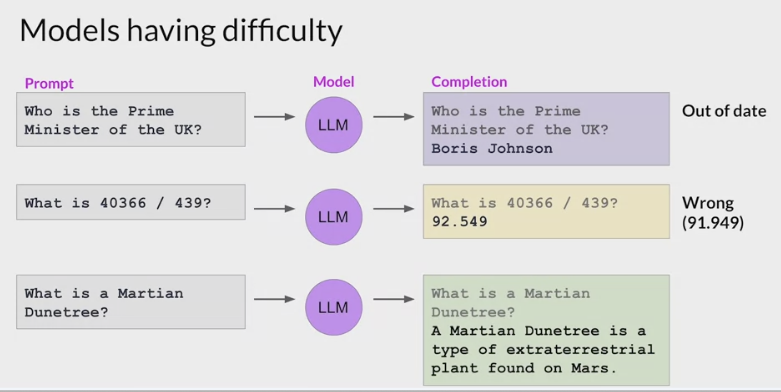 Models having difficulty
Prompt
Model
Completion
Who is the Prime
Minister of the UK?
LLM
Who is the Prime
Minister of the UK?
Boris Johnson
Out of date
What is 40366 / 439?
LLM
What is 40366 / 439?
92.549
Wrong
(91.949)
What is a Martian
Dunetree?
LLM
What is a Martian
Dunetree?
A Martian Dunetree is a
type of extraterrestrial
plant found on Mars.